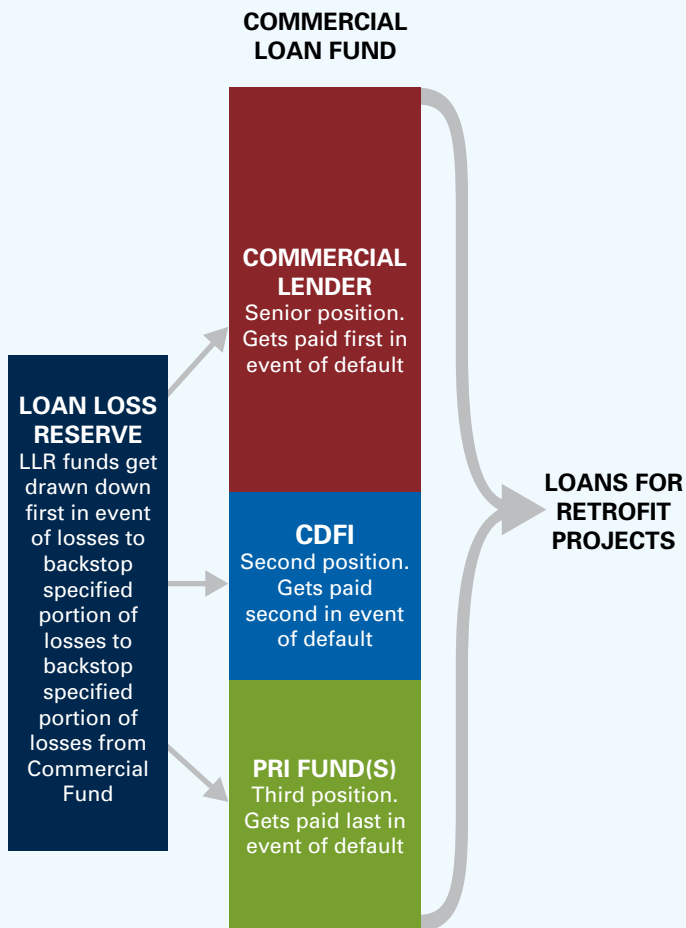 COMMERCIAL
LOAN FUND
COMMERCIAL
LENDER
Senior position.
Gets paid first in
event of default
LOAN LOSS
RESERVE
LLR funds get
drawn down
first in event
of losses to
backstop
specified
portion of
losses to
backstop
specified
portion of
losses from
Commercial
Fund
CDFI
Second position.
Gets paid
second in event
of default
PRI FUND(S)
Third position.
Gets paid last in
event of default
LOANS FOR
RETROFIT
PROJECTS